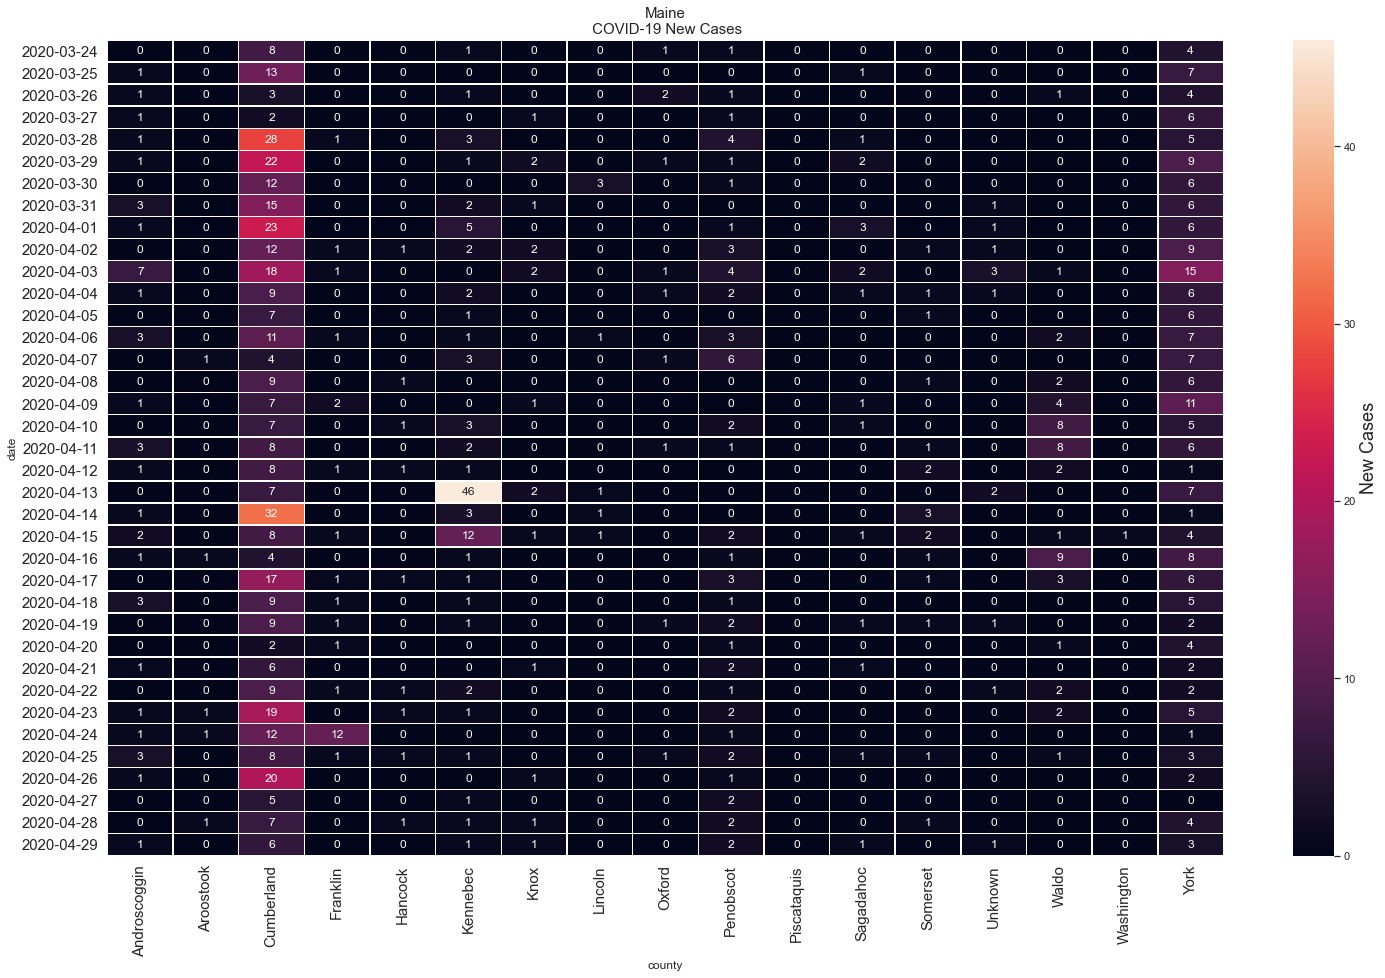 Maine
COVID-19 New Cases
2020-03-24 0 0 8 0 0 1 0 0 1 1 0 0 0 0 0 0 4
2020-03-25 1 0 13 0 0 0 0 0 0 0 0 1 0 0 0 0 7
2020-03-26 1 0 3 0 0 1 0 0 2 1 0 0 0 0 1 0 4
2020-03-27 1 0 2 0 0 0 1 0 0 1 0 0 0 0 0 0 6
2020-03-28 1 0 28 1 0 3 0 0 0 4 0 1 0 0 0 0 5
2020-03-29 1 0 22 0 0 1 2 0 1 1 0 2 0 0 0 0 9
2020-03-30 0 0 12 0 0 0 0 3 0 1 0 0 0 0 0 0 6
2020-03-31 3 0 15 0 0 2 1 0 0 0 0 0 0 1 0 0 6
2020-04-01 1 0 23 0 0 5 0 0 0 1 0 3 0 1 0 0 6
2020-04-02 0 0 12 1 1 2 2 0 0 3 0 0 1 1 0 0 9
2020-04-03 7 0 18 1 0 0 2 0 1 4 0 2 0 3 1 0 15
2020-04-04 1 0 9 0 0 2 0 0 1 2 0 1 1 1 0 0 6
2020-04-05 0 0 7 0 0 1 0 0 0 0 0 0 1 0 0 0 6
2020-04-06 3 0 11 1 0 1 0 1 0 3 0 0 0 0 2 0 7
2020-04-07 0 1 4 0 0 3 0 0 1 6 0 0 0 0 0 0 7
2020-04-08 0 0 9 0 1 0 0 0 0 0 0 0 1 0 2 0 6
2020-04-09 1 0 7 2 0 0 1 0 0 0 0 1 0 0 4 0 11
2020-04-10 0 0 7 0 1 3 0 0 0 2 0 1 0 0 8 0 5
2020-04-11 3 0 8 0 0 2 0 0 1 1 0 0 1 0 8 0 6
2020-04-12 1 0 8 1 1 1 0 0 0 0 0 0 2 0 2 0 1
2020-04-13 0 0 7 0 0 46 2 1 0 0 0 0 0 2 0 0 7
2020-04-14 1 0 32 0 0 3 0 1 0 0 0 0 3 0 0 0 1
2020-04-15 2 0 8 1 0 12 1 1 0 2 0 1 2 0 1 1 4
2020-04-16 1 1 4 0 0 1 0 0 0 1 0 0 1 0 9 0 8
2020-04-17 0 0 17 1 1 1 0 0 0 3 0 0 1 0 3 0 6
2020-04-18 3 0 9 1 0 1 0 0 0 1 0 0 0 0 0 0 5
2020-04-19 0 0 9 1 0 1 0 0 1 2 0 1 1 1 0 0 2
2020-04-20 0 0 2 1 0 0 0 0 0 1 0 0 0 0 1 0 4
2020-04-21 1 0 6 0 0 0 1 0 0 2 0 1 0 0 0 0 2
2020-04-22 0 0 9 1 1 2 0 0 0 1 0 0 0 1 2 0 2
2020-04-23 1 1 19 0 1 1 0 0 0 2 0 0 0 0 2 0 5
2020-04-24 1 1 12 12 0 0 0 0 0 1 0 0 0 0 0 0 1
2020-04-25 3 0 8 1 1 1 0 0 1 2 0 1 1 0 1 0 3
2020-04-26 1 0 20 0 0 0 1 0 0 1 0 0 0 0 0 0 2
2020-04-27 0 0 5 0 0 1 0 0 0 2 0 0 0 0 0 0 0
2020-04-28 0 1 7 0 1 1 1 0 0 2 0 0 1 0 0 0 4
2020-04-29 1 0 6 0 0 1 1 0 0 2 0 1 0 1 0 0 3
date
Androscoggin Aroostook Cumberland Franklin Hancock Kennebec Knox Lincoln Oxford Penobscot Piscataquis Sagadahoc Somerset Unknown Waldo Washington York
county
40
30
20
10
0
New Cases